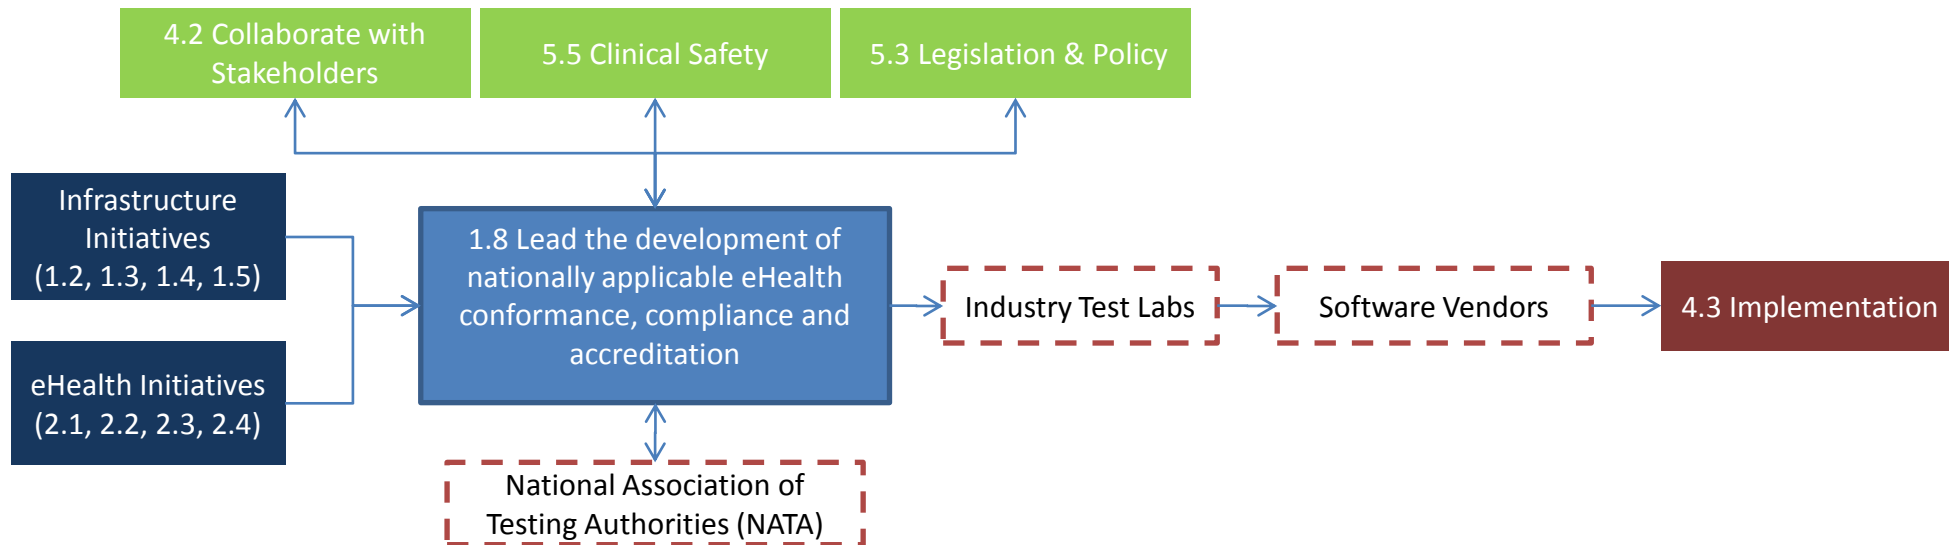 4.2 Collaborate with
Stakeholders
5.5 Clinical Safety
5.3 Legislation & Policy
Infrastructure
Initiatives
(1.2, 1.3, 1.4, 1.5)
1.8 Lead the development of
nationally applicable eHealth
conformance, compliance and
accreditation
Industry Test Labs
Software Vendors
4.3 Implementation
eHealth Initiatives
(2.1, 2.2, 2.3, 2.4)
National Association of
Testing Authorities (NATA)